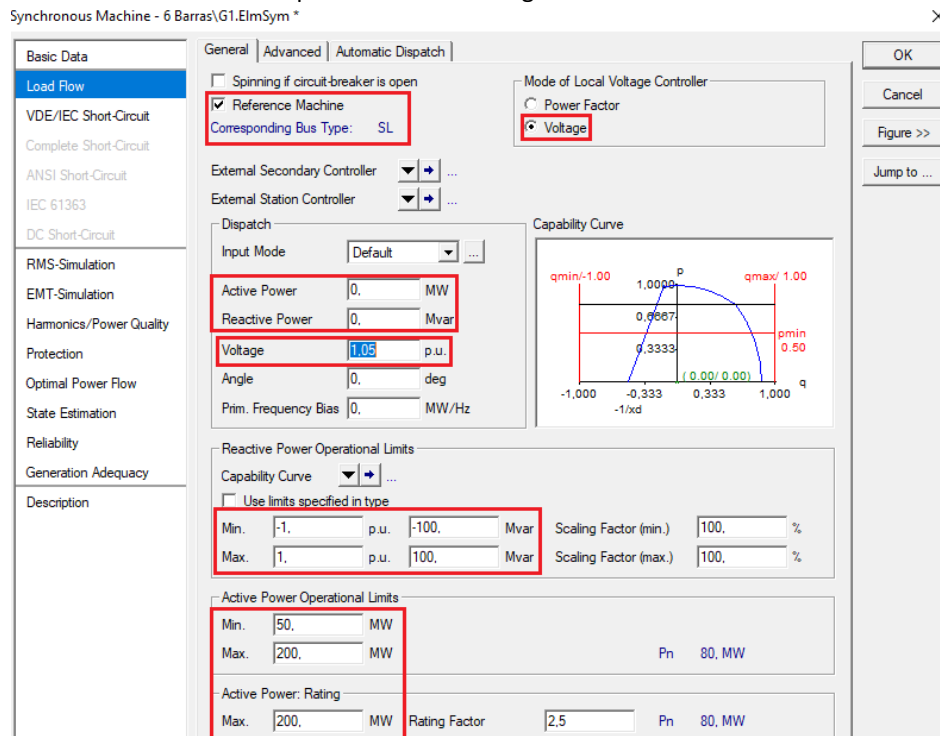 Synchronous Machine - 6 Barras\G1.ElmSym *
Basic Data
Load Flow
VDE/IEC Short-Circuit
Complete Short-Circuit
ANSI Short-Circuit
IEC 61363
DC Short-Circuit
RMS-Simulation
EMT-Simulation
Harmonics/Power Quality
Protection
Optimal Power Flow
State Estimation
Reliability
Generation Adequacy
Description
General Advanced Automatic Dispatch
Spinning if circuit-breaker is open
Reference Machine
Corresponding Bus Type: SL
Mode of Local Voltage Controller
Power Factor
Voltage
External Secondary Controller ...
External Station Controller ...
Dispatch
Input Mode Default ...
Active Power 0, MW
Reactive Power 0, Mvar
Voltage 1,05 p.u.
Angle 0, deg
Prim. Frequency Bias 0, MW/Hz
Capability Curve
qmin/-1.00 p qmax/ 1.00
1,0000
0,6667
pmin
0,3333 0.50
( 0.00/ 0.00)
q
-1,000 -0,333 0,333 1,000
-1/xd
Reactive Power Operational Limits
Capability Curve ...
Use limits specified in type
Min. -1, p.u. -100, Mvar Scaling Factor (min.) 100, %
Max. 1, p.u. 100, Mvar Scaling Factor (max.) 100, %
Active Power Operational Limits
Min. 50, MW
Max. 200, MW Pn 80, MW
Active Power: Rating
Max. 200, MW Rating Factor 2,5 Pn 80, MW
OK
Cancel
Figure >>
Jump to ...